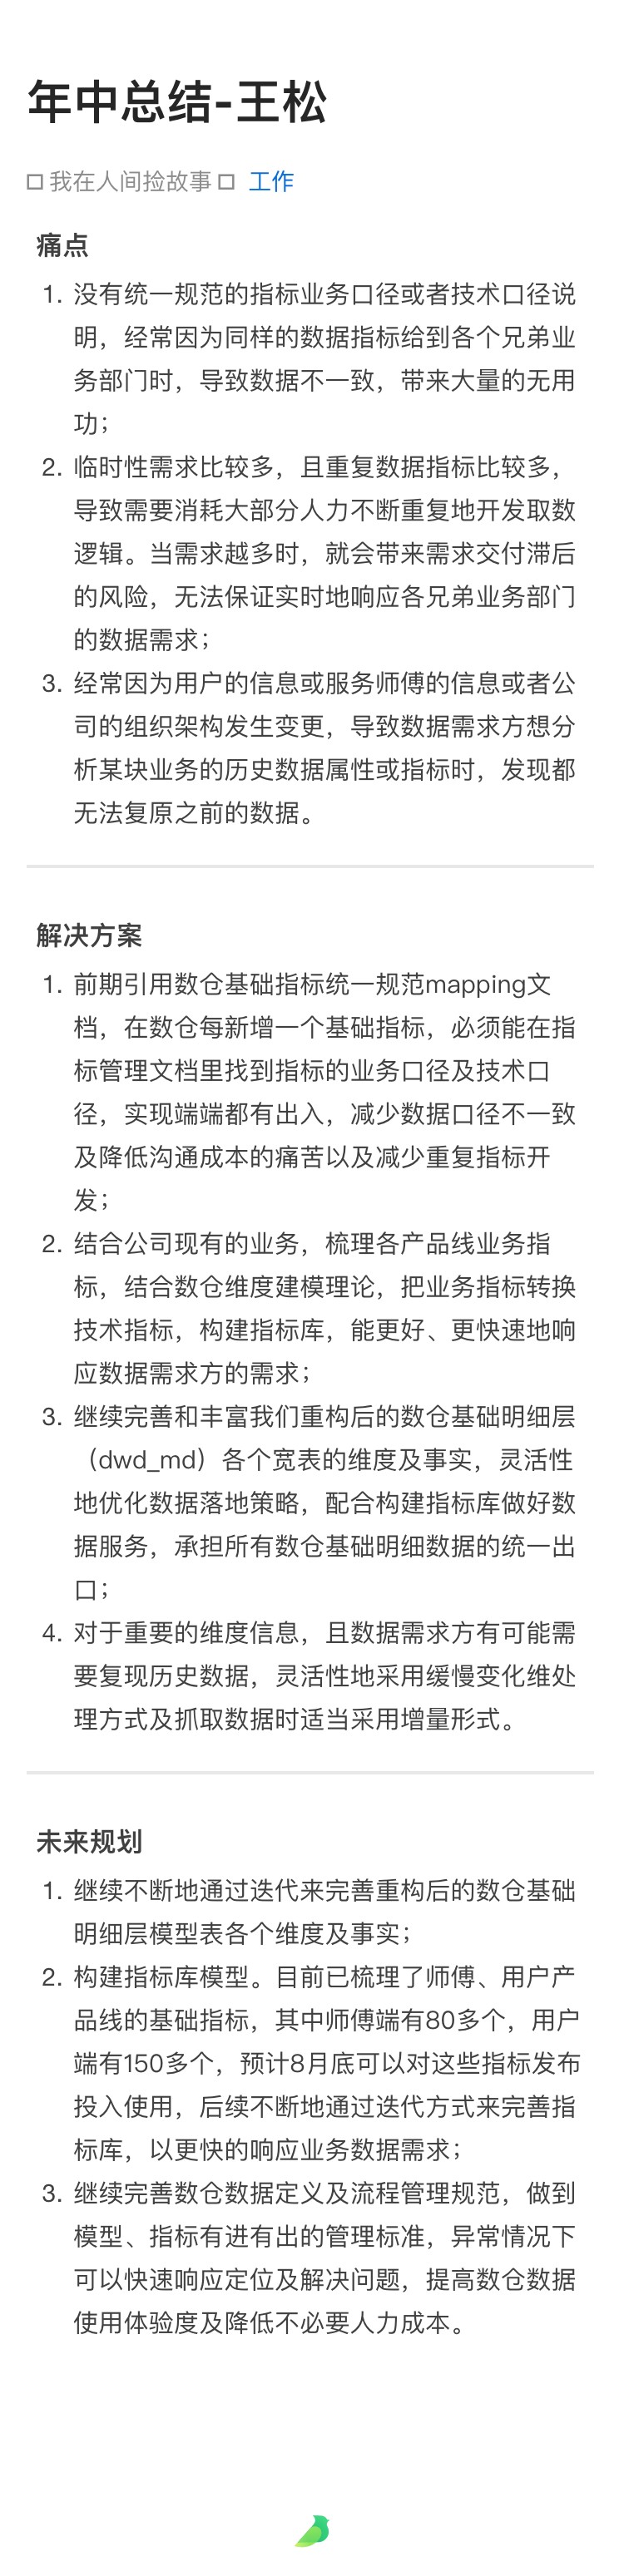 年中总结-王松
口 我在人间捡故事 口 工作
痛点
1. 没有统一规范的指标业务口径或者技术口径说
明，经常因为同样的数据指标给到各个兄弟业
务部门时，导致数据不一致，带来大量的无用
功；
2. 临时性需求比较多，且重复数据指标比较多，
导致需要消耗大部分人力不断重复地开发取数
逻辑。当需求越多时，就会带来需求交付滞后
的风险，无法保证实时地响应各兄弟业务部门
的数据需求；
3. 经常因为用户的信息或服务师傅的信息或者公
司的组织架构发生变更，导致数据需求方想分
析某块业务的历史数据属性或指标时，发现都
无法复原之前的数据。
解决方案
1. 前期引用数仓基础指标统一规范mapping文
档，在数仓每新增一个基础指标，必须能在指
标管理文档里找到指标的业务口径及技术口
径，实现端端都有出入，减少数据口径不一致
及降低沟通成本的痛苦以及减少重复指标开
发；
2. 结合公司现有的业务，梳理各产品线业务指
标，结合数仓维度建模理论，把业务指标转换
技术指标，构建指标库，能更好、更快速地响
应数据需求方的需求；
3. 继续完善和丰富我们重构后的数仓基础明细层
（dwd_md）各个宽表的维度及事实，灵活性
地优化数据落地策略，配合构建指标库做好数
据服务，承担所有数仓基础明细数据的统一出
口；
4. 对于重要的维度信息，且数据需求方有可能需
要复现历史数据，灵活性地采用缓慢变化维处
理方式及抓取数据时适当采用增量形式。
未来规划
1. 继续不断地通过迭代来完善重构后的数仓基础
明细层模型表各个维度及事实；
2. 构建指标库模型。目前已梳理了师傅、用户产
品线的基础指标，其中师傅端有80多个，用户
端有150多个，预计8月底可以对这些指标发布
投入使用，后续不断地通过迭代方式来完善指
标库，以更快的响应业务数据需求；
3. 继续完善数仓数据定义及流程管理规范，做到
模型、指标有进有出的管理标准，异常情况下
可以快速响应定位及解决问题，提高数仓数据
使用体验度及降低不必要人力成本。